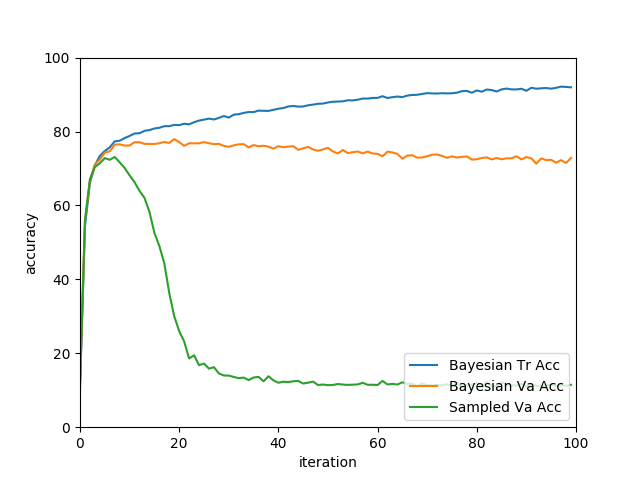 100
80
60
40
20
0
accuracy
0 20 40 60 80 100
iteration
Bayesian Tr Acc
Bayesian Va Acc
Sampled Va Acc